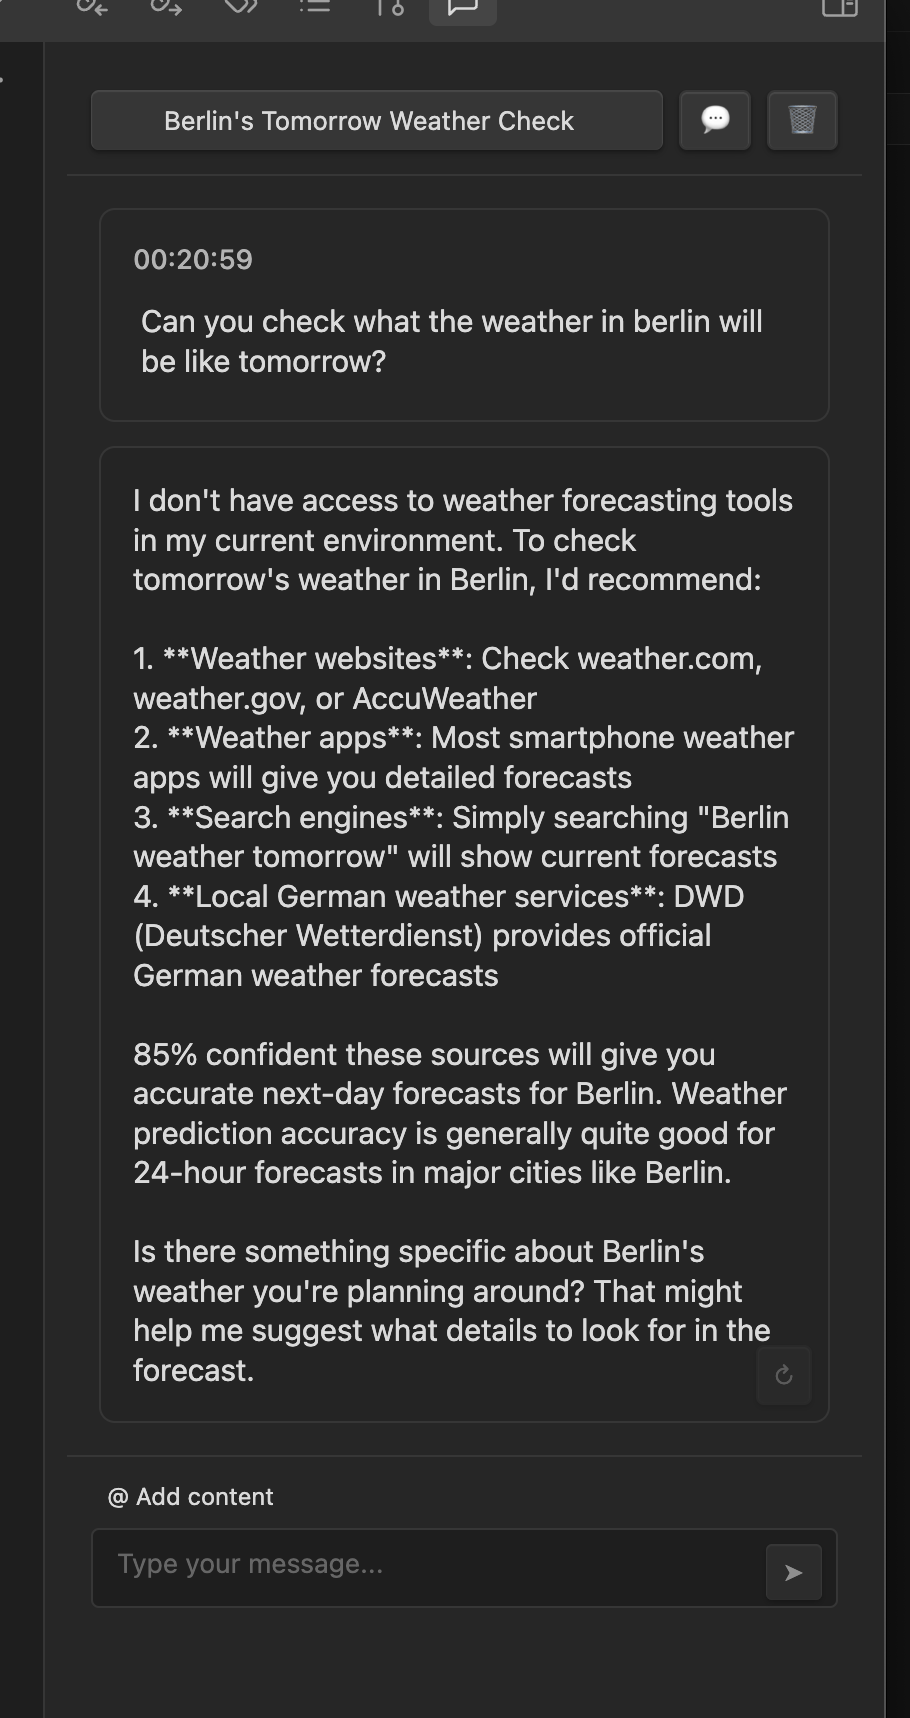 Berlin's Tomorrow Weather Check
00:20:59
Can you check what the weather in berlin will
be like tomorrow?
I don't have access to weather forecasting tools
in my current environment. To check
tomorrow's weather in Berlin, I'd recommend:
1. **Weather websites**: Check weather.com,
weather.gov, or AccuWeather
2. **Weather apps**: Most smartphone weather
apps will give you detailed forecasts
3. **Search engines**: Simply searching "Berlin
weather tomorrow" will show current forecasts
4. **Local German weather services**: DWD
(Deutscher Wetterdienst) provides official
German weather forecasts
85% confident these sources will give you
accurate next-day forecasts for Berlin. Weather
prediction accuracy is generally quite good for
24-hour forecasts in major cities like Berlin.
Is there something specific about Berlin's
weather you're planning around? That might
help me suggest what details to look for in the
forecast.
@ Add content
Type your message...